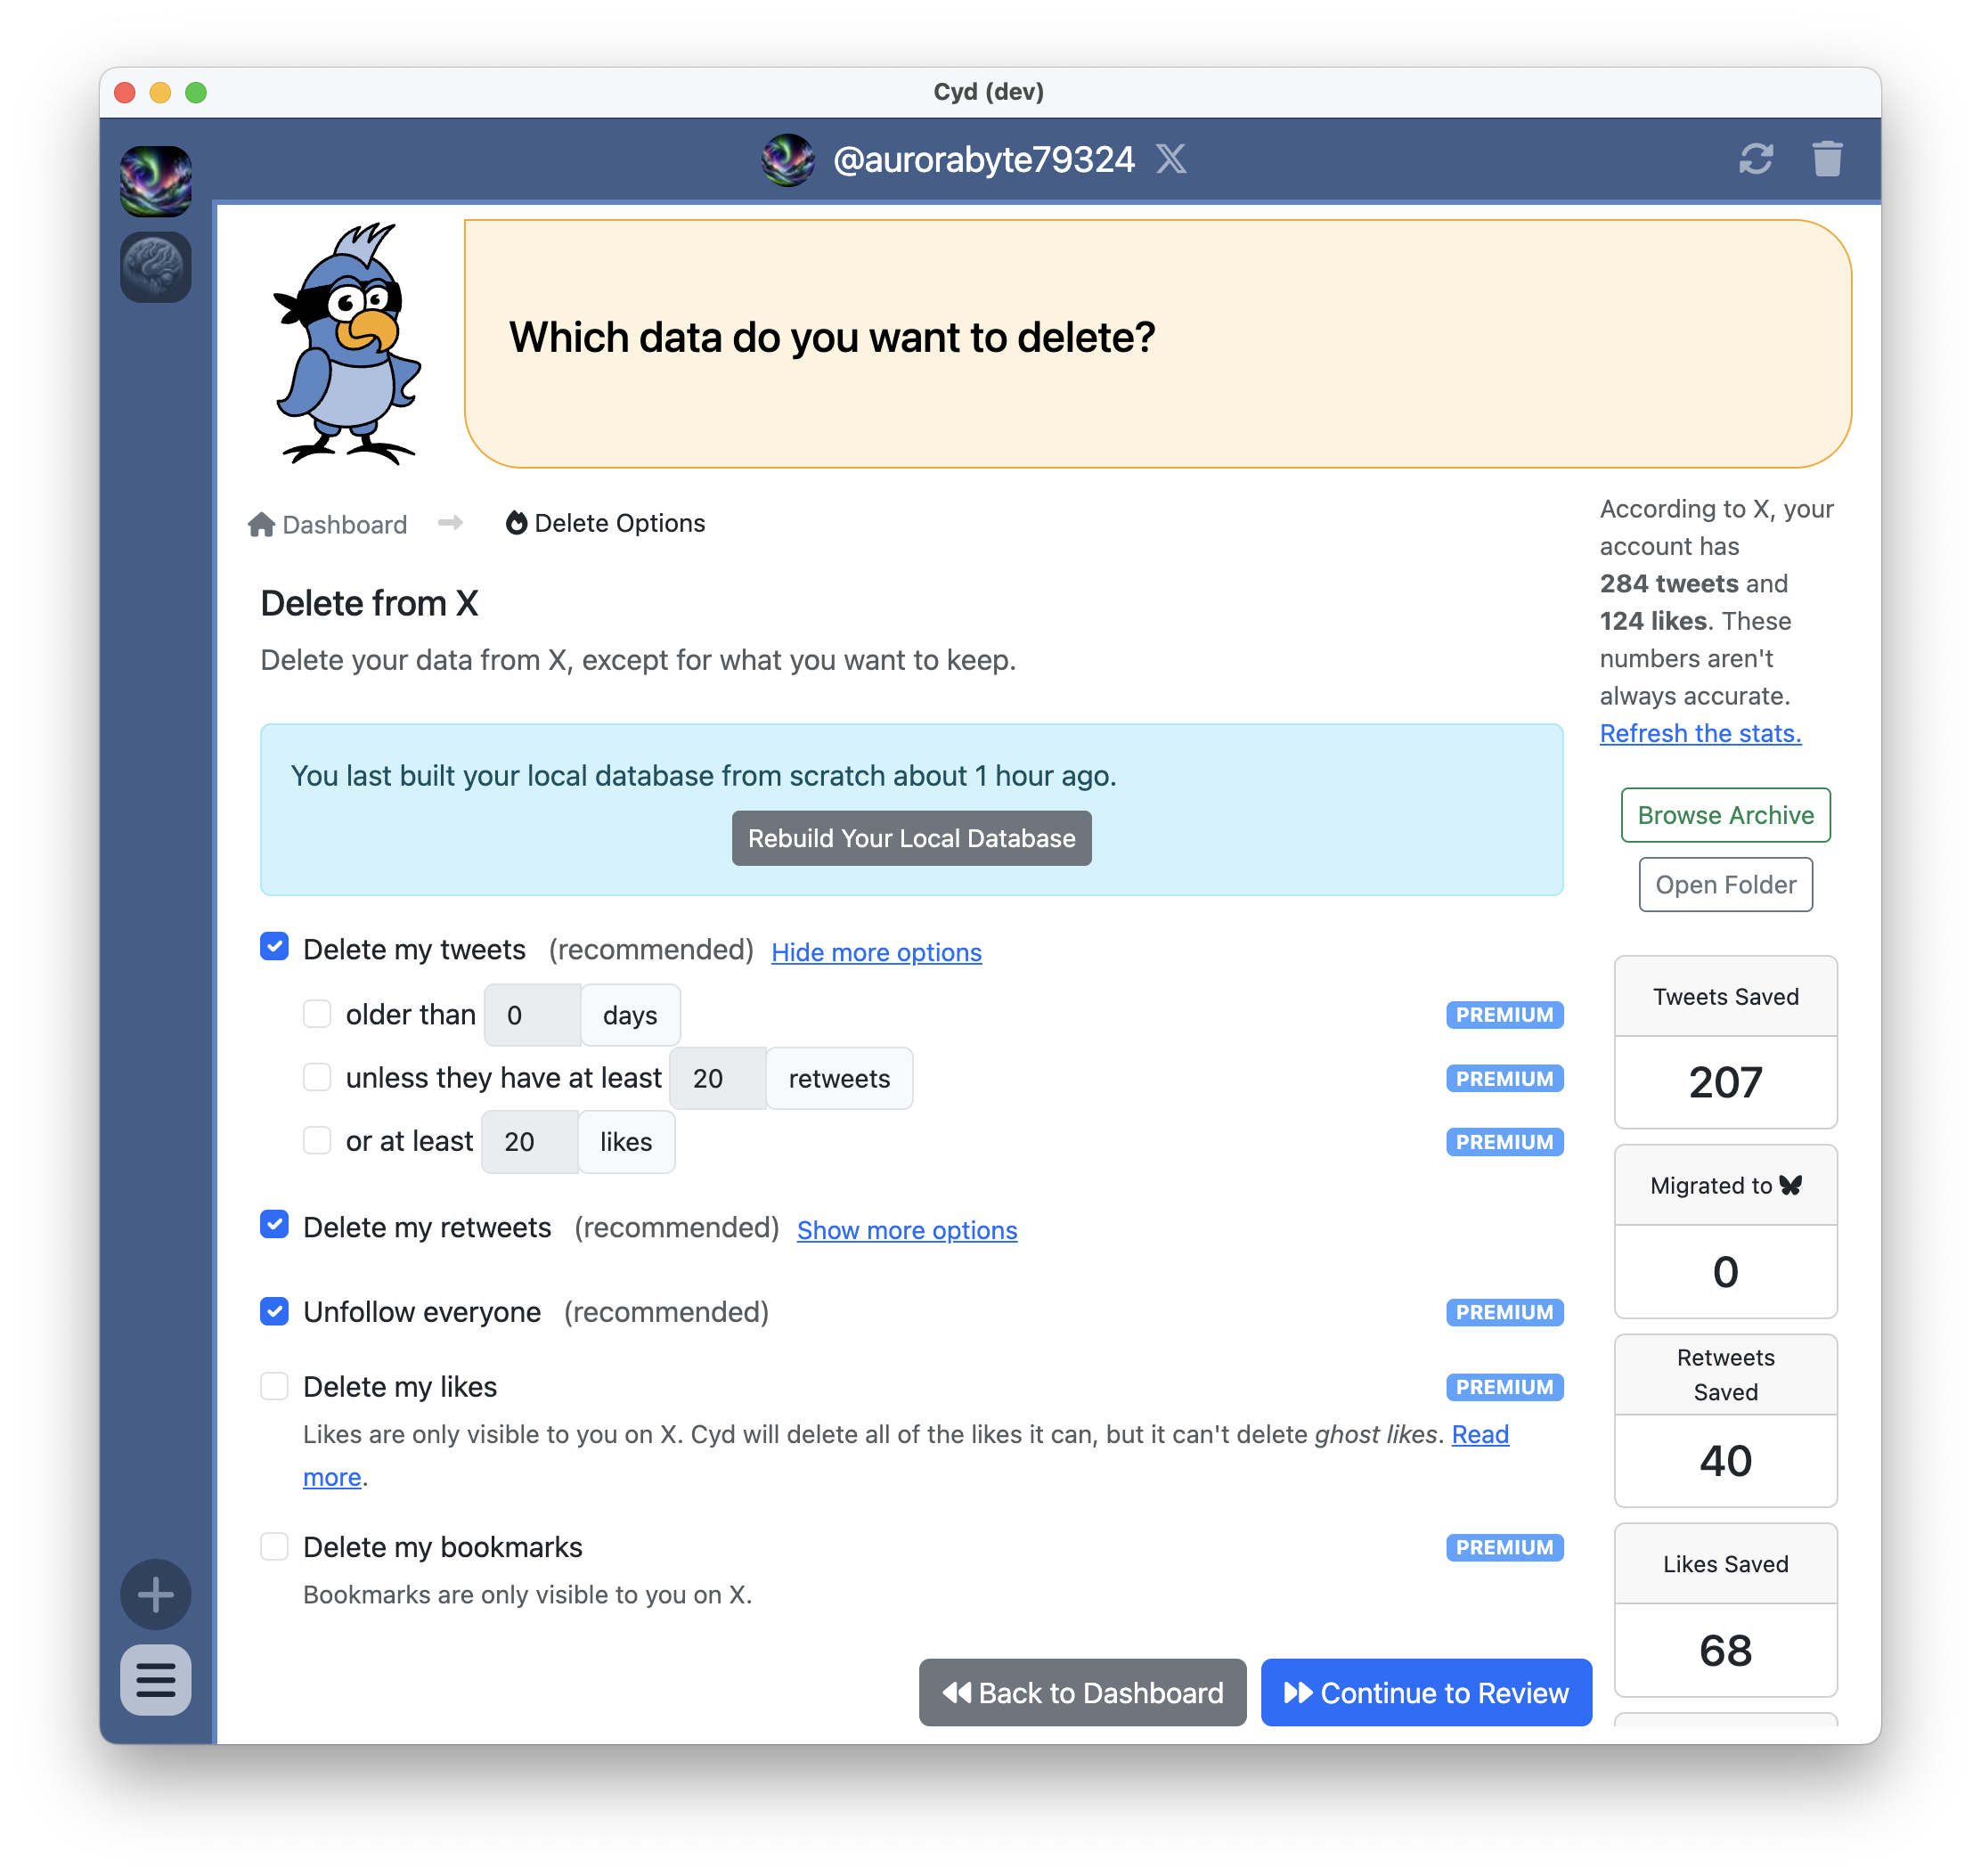 Cyd (dev)
@aurorabyte79324
Which data do you want to delete?
Dashboard
Delete Options
Delete from X
Delete your data from X, except for what you want to keep.
You last built your local database from scratch about 1 hour ago.
Rebuild Your Local Database
Delete my tweets (recommended) Hide more options
older than 0 days PREMIUM
unless they have at least 20 retweets PREMIUM
or at least 20 likes PREMIUM
Delete my retweets (recommended) Show more options
Unfollow everyone (recommended) PREMIUM
Delete my likes PREMIUM
Likes are only visible to you on X. Cyd will delete all of the likes it can, but it can't delete ghost likes. Read
more.
Delete my bookmarks PREMIUM
Bookmarks are only visible to you on X.
Back to Dashboard
Continue to Review
According to X, your
account has
284 tweets and
124 likes. These
numbers aren't
always accurate.
Refresh the stats.
Browse Archive
Open Folder
Tweets Saved
207
Migrated to
0
Retweets
Saved
40
Likes Saved
68